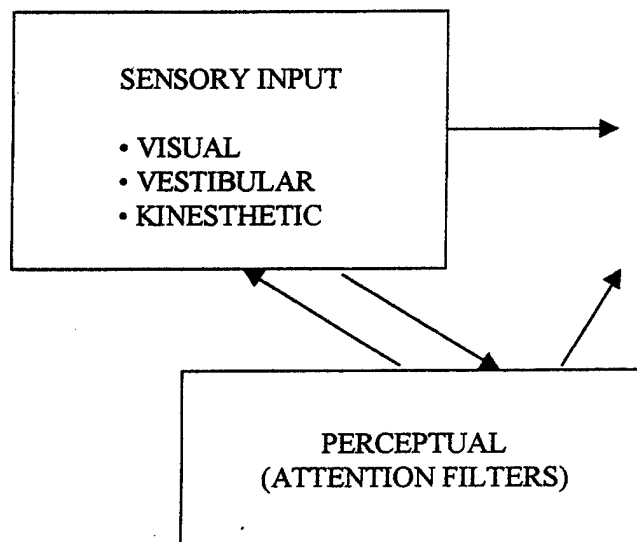 SENSORY INPUT
• VISUAL
• VESTIBULAR
• KINESTHETIC
PERCEPTUAL
(ATTENTION FILTERS)